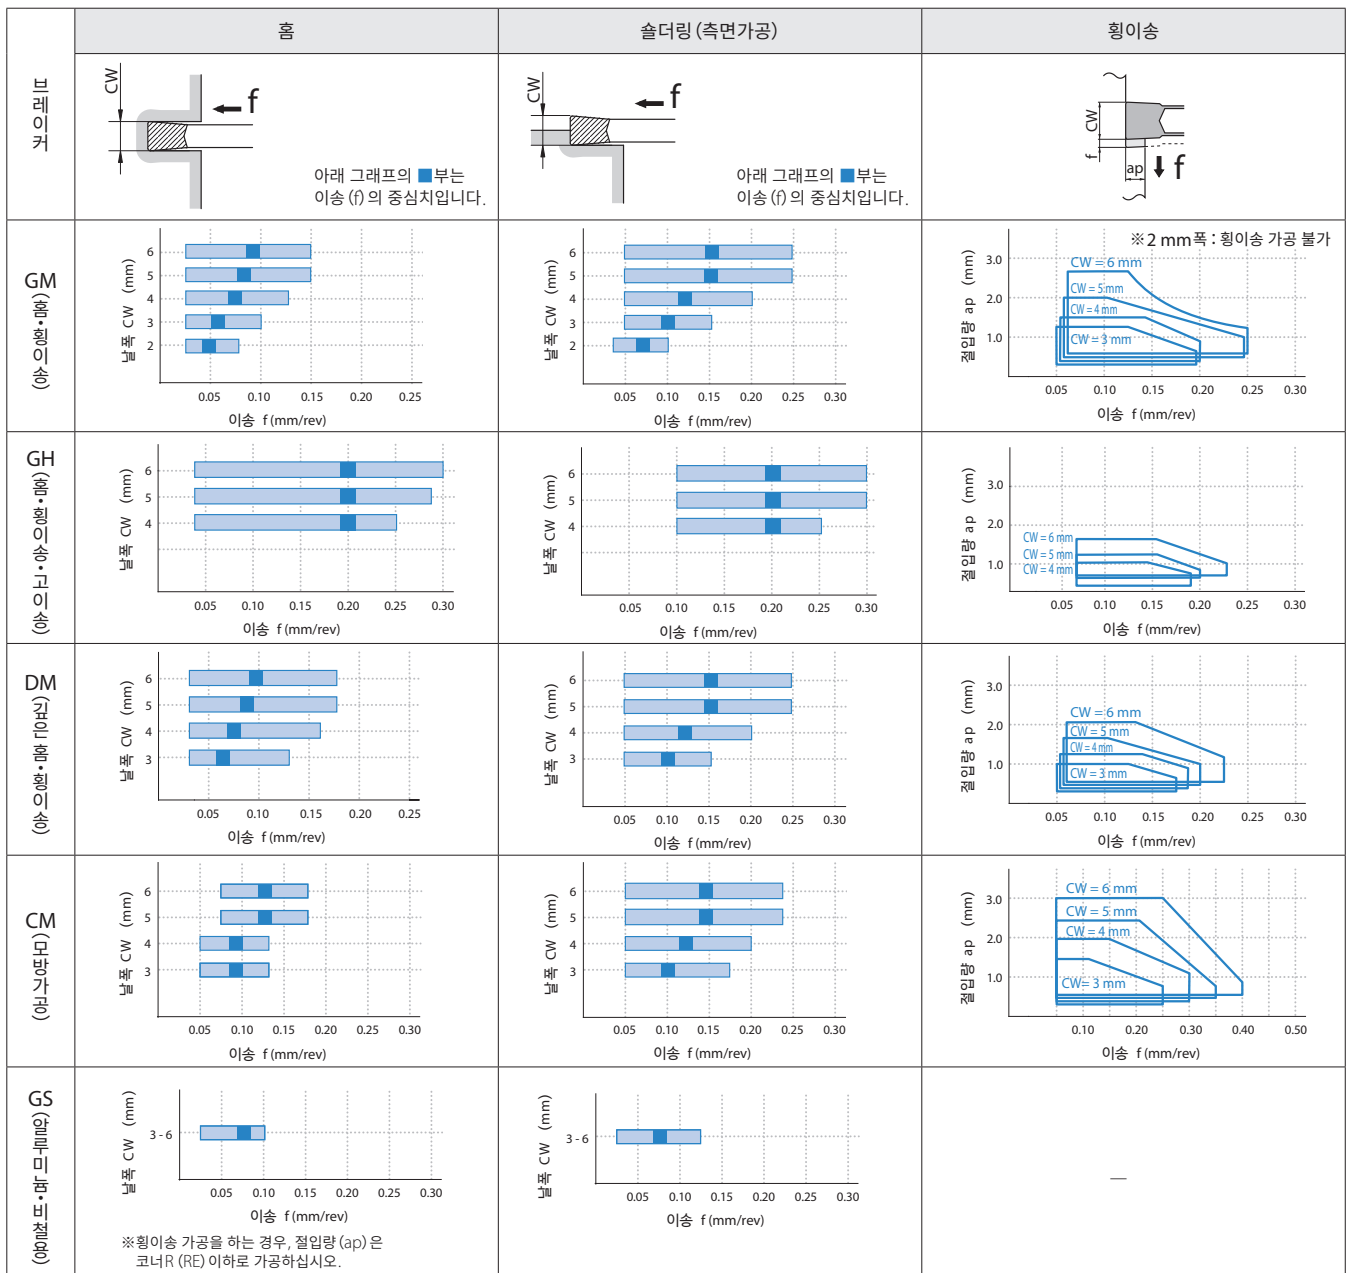 브레이커
홈
숄더링 (측면가공)
횡이송
CW
f
아래 그래프의 ■부는
이송 (f) 의 중심치입니다.
CW
f
아래 그래프의 ■부는
이송 (f) 의 중심치입니다.
CW
f
ap
f
GM
(홈・횡이송)
날폭 CW (mm)
6
5
4
3
2
0.05 0.10 0.15 0.20 0.25
이송 f (mm/rev)
날폭 CW (mm)
6
5
4
3
2
0.05 0.10 0.15 0.20 0.25 0.30
이송 f (mm/rev)
※2 mm폭 : 횡이송 가공 불가
절입량 ap (mm)
3.0
2.0
1.0
CW = 6 mm
CW = 5 mm
CW = 4 mm
CW = 3 mm
0.05 0.10 0.15 0.20 0.25 0.30
이송 f (mm/rev)
GH
(홈・횡이송・고이송)
날폭 CW (mm)
6
5
4
0.05 0.10 0.15 0.20 0.25 0.30
이송 f (mm/rev)
날폭 CW (mm)
6
5
4
0.05 0.10 0.15 0.20 0.25 0.30
이송 f (mm/rev)
절입량 ap (mm)
3.0
2.0
1.0
CW = 6 mm
CW = 5 mm
CW = 4 mm
0.05 0.10 0.15 0.20 0.25 0.30
이송 f (mm/rev)
DM
(깊은 홈・횡이송)
날폭 CW (mm)
6
5
4
3
0.05 0.10 0.15 0.20 0.25
이송 f (mm/rev)
날폭 CW (mm)
6
5
4
3
0.05 0.10 0.15 0.20 0.25 0.30
이송 f (mm/rev)
절입량 ap (mm)
3.0
2.0
1.0
CW = 6 mm
CW = 5 mm
CW = 4 mm
CW = 3 mm
0.05 0.10 0.15 0.20 0.25 0.30
이송 f (mm/rev)
CM
(모방가공)
날폭 CW (mm)
6
5
4
3
0.05 0.10 0.15 0.20 0.25 0.30
이송 f (mm/rev)
날폭 CW (mm)
6
5
4
3
0.05 0.10 0.15 0.20 0.25 0.30
이송 f (mm/rev)
절입량 ap (mm)
3.0
2.0
1.0
CW = 6 mm
CW = 5 mm
CW = 4 mm
CW= 3 mm
0.10 0.20 0.30 0.40 0.50
이송 f (mm/rev)
GS
(알루미늄・비철용)
날폭 CW (mm)
3 - 6
0.05 0.10 0.15 0.20 0.25 0.30
이송 f (mm/rev)
※횡이송 가공을 하는 경우, 절입량 (ap) 은
코너R (RE) 이하로 가공하십시오.
날폭 CW (mm)
3 - 6
0.05 0.10 0.15 0.20 0.25 0.30
이송 f (mm/rev)
—